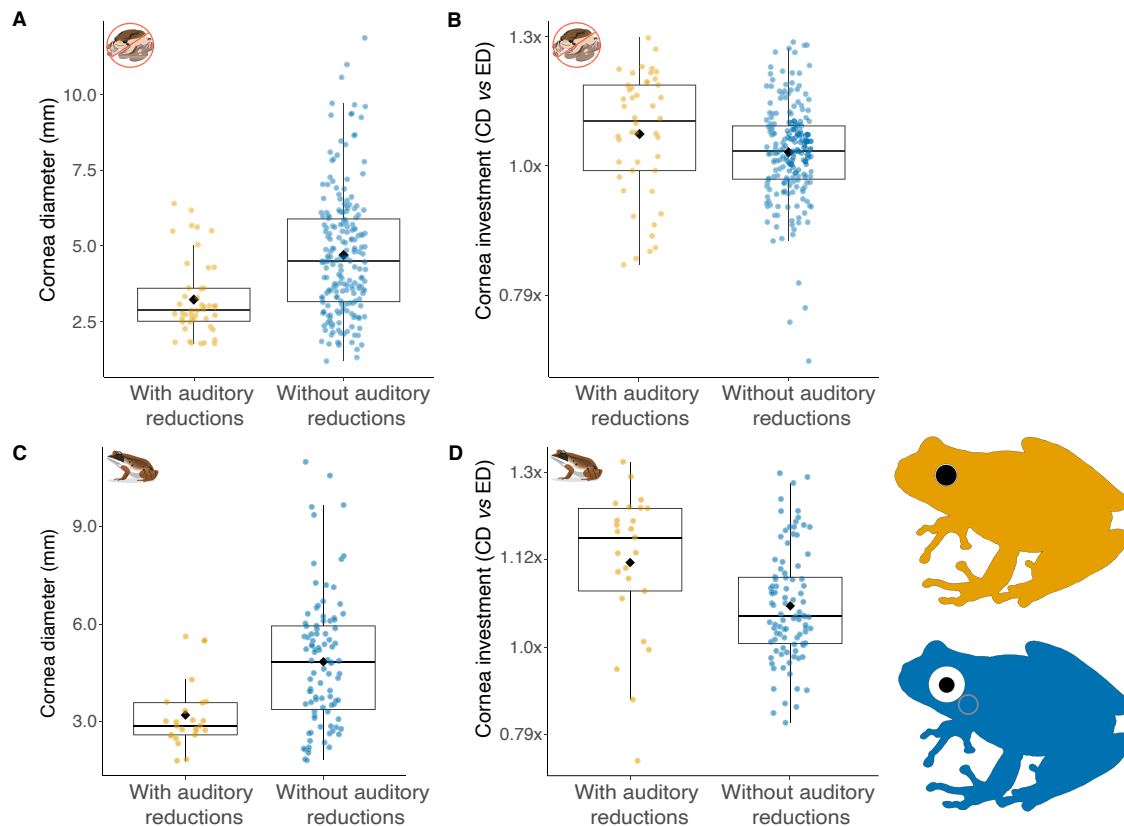 A
Cornea diameter (mm)
10.0
7.5
5.0
2.5
With auditory
reductions
Without auditory
reductions
B
Cornea investment (CD vs ED)
1.3x
1.0x
0.79x
With auditory
reductions
Without auditory
reductions
C
Cornea diameter (mm)
9.0
6.0
3.0
With auditory
reductions
Without auditory
reductions
D
Cornea investment (CD vs ED)
1.3x
1.12x
1.0x
0.79x
With auditory
reductions
Without auditory
reductions